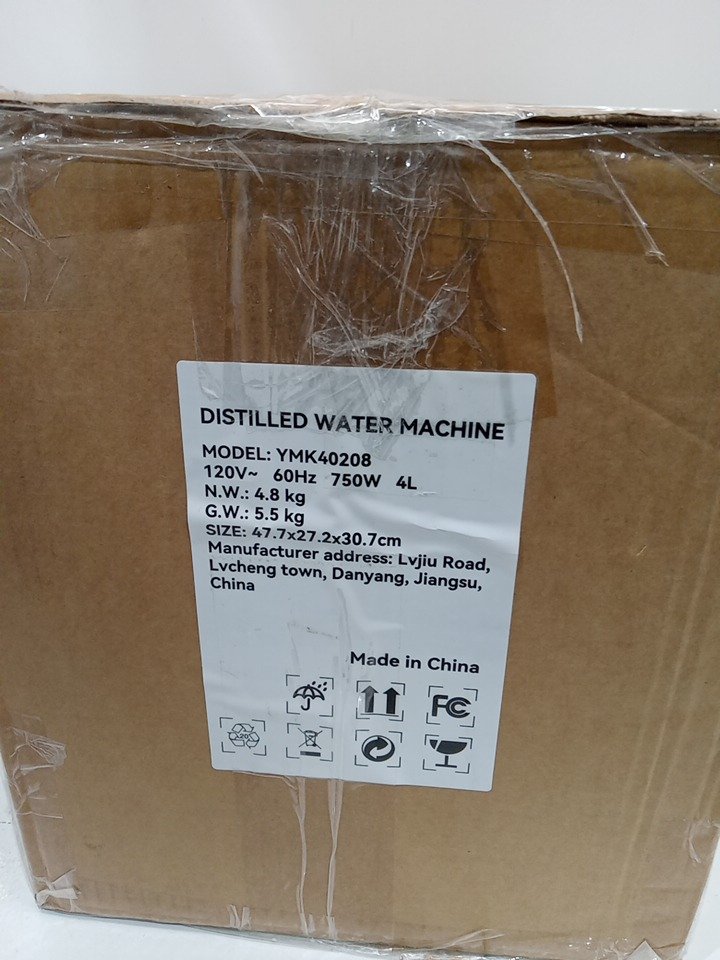 DISTILLED WATER MACHINE
MODEL: YMK40208
120V~ 60Hz 750W 4L
N.W.: 4.8 kg
G.W.: 5.5 kg
SIZE: 47.7x27.2x30.7cm
Manufacturer address: Lvjiu Road,
Lvcheng town, Danyang, Jiangsu,
China
Made in China
FC
20